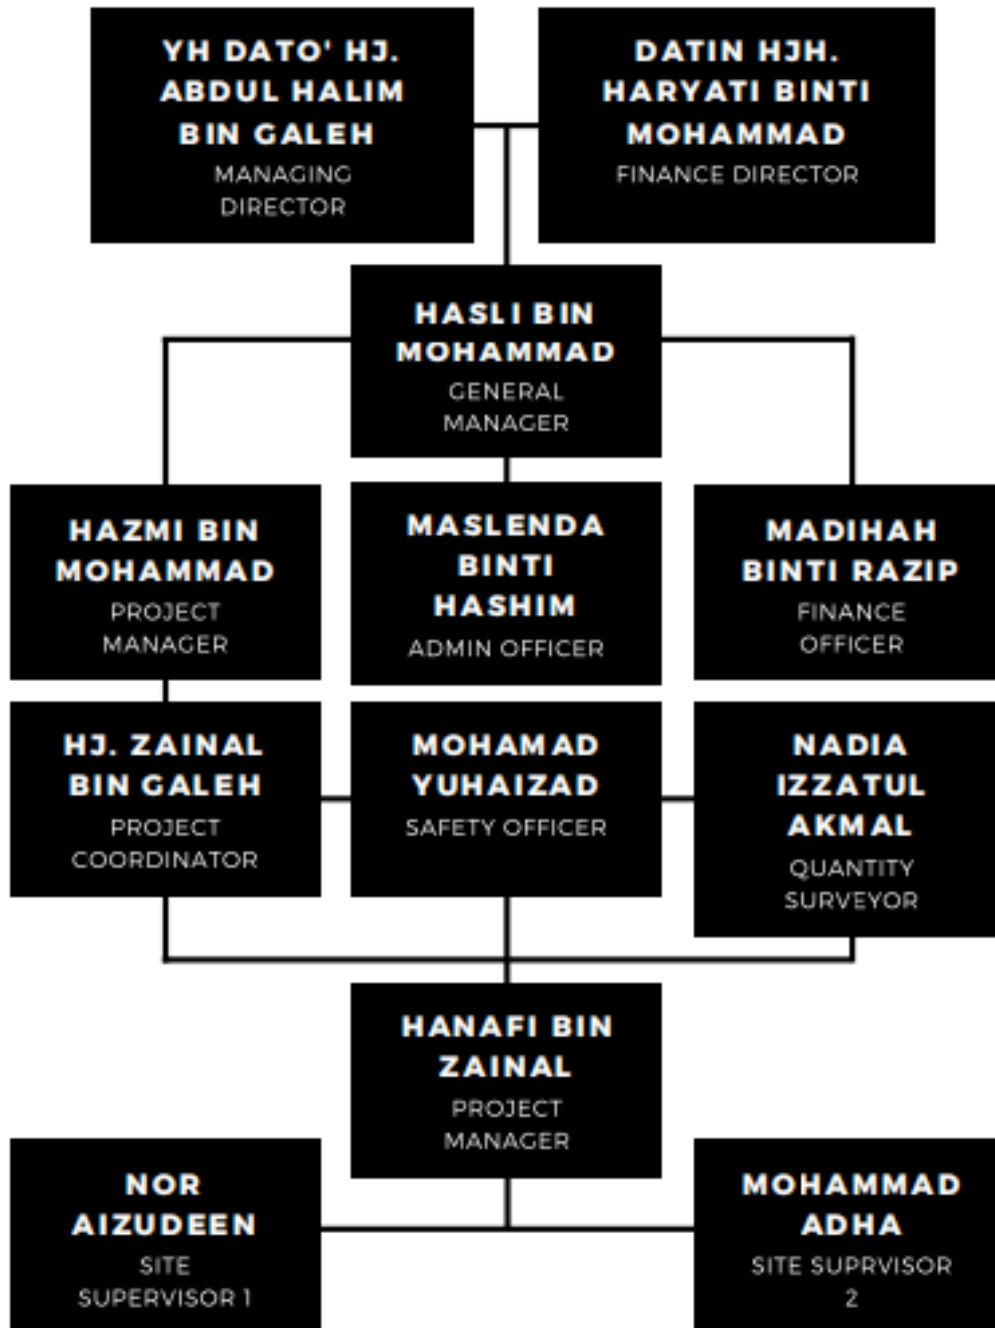 YH DATO' HJ.
ABDUL HALIM
BIN GALEH
MANAGING
DIRECTOR
DATIN HJH.
HARYATI BINTI
MOHAMMAD
FINANCE DIRECTOR
HASLI BIN
MOHAMMAD
GENERAL
MANAGER
HAZMI BIN
MOHAMMAD
PROJECT
MANAGER
MASLENDA
BINTI
HASHIM
ADMIN OFFICER
MADIHAH
BINTI RAZIP
FINANCE
OFFICER
HJ. ZAINAL
BIN GALEH
PROJECT
COORDINATOR
MOHAMAD
YUHAIZAD
SAFETY OFFICER
NADIA
IZZATUL
AKMAL
QUANTITY
SURVEYOR
HANAFI BIN
ZAINAL
PROJECT
MANAGER
NOR
AIZUDEEN
SITE
SUPERVISOR 1
MOHAMMAD
ADHA
SITE SUPRVISOR
2